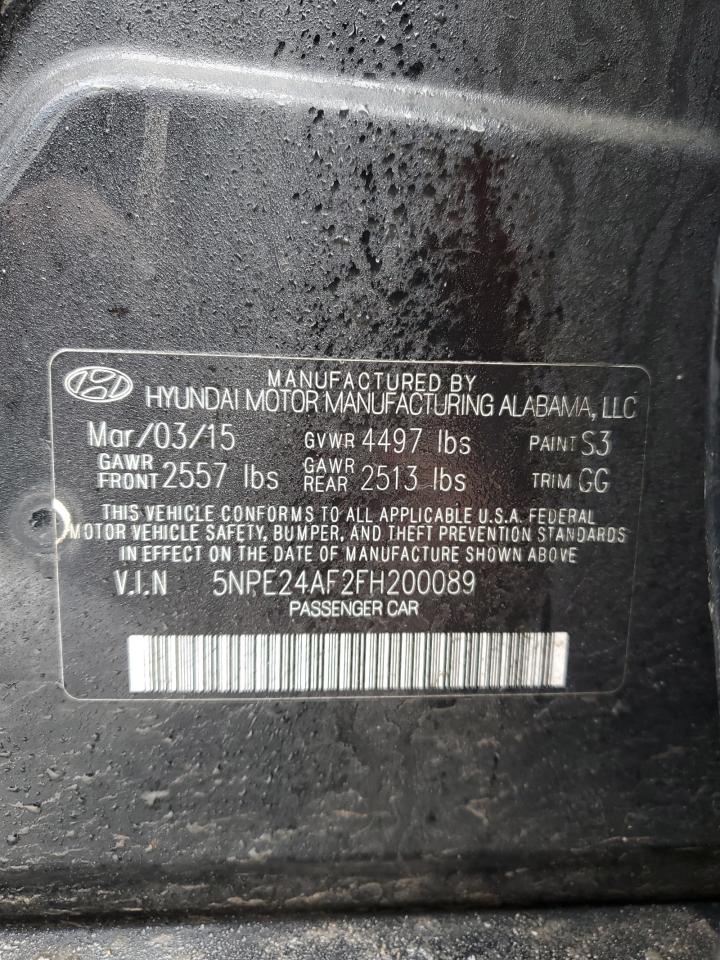 MANUFACTURED BY
HYUNDAI MOTOR MANUFACTURING ALABAMA, LLC
Mar/03/15 GVWR 4497 lbs PAINT S3
GAWR FRONT 2557 lbs GAWR REAR 2513 lbs TRIM GG
THIS VEHICLE CONFORMS TO ALL APPLICABLE U.S.A. FEDERAL
MOTOR VEHICLE SAFETY, BUMPER, AND THEFT PREVENTION STANDARDS
IN EFFECT ON THE DATE OF MANUFACTURE SHOWN ABOVE
V.I.N 5NPE24AF2FH200089
PASSENGER CAR